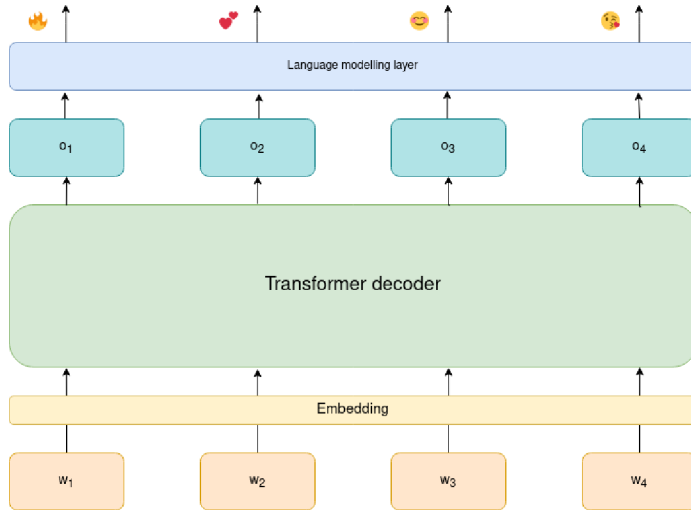 🔥 💕 😊 😘
Language modelling layer
o₁ o₂ o₃ o₄
Transformer decoder
Embedding
w₁ w₂ w₃ w₄